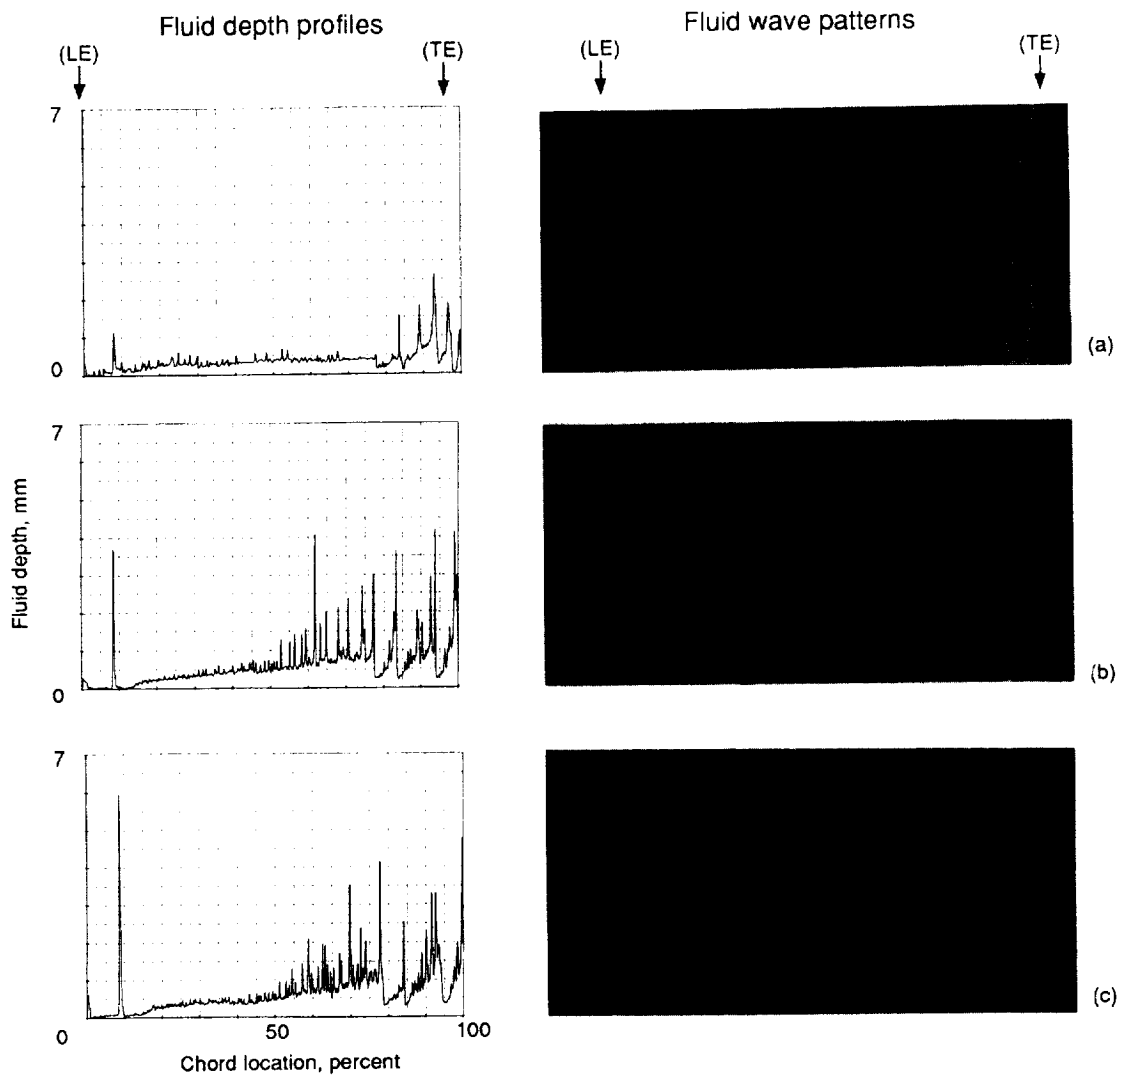 Fluid depth profiles
Fluid wave patterns
(LE)
(TE)
(LE)
(TE)
7
0
(a)
7
0
(b)
Fluid depth, mm
7
0
50
100
(c)
Chord location, percent